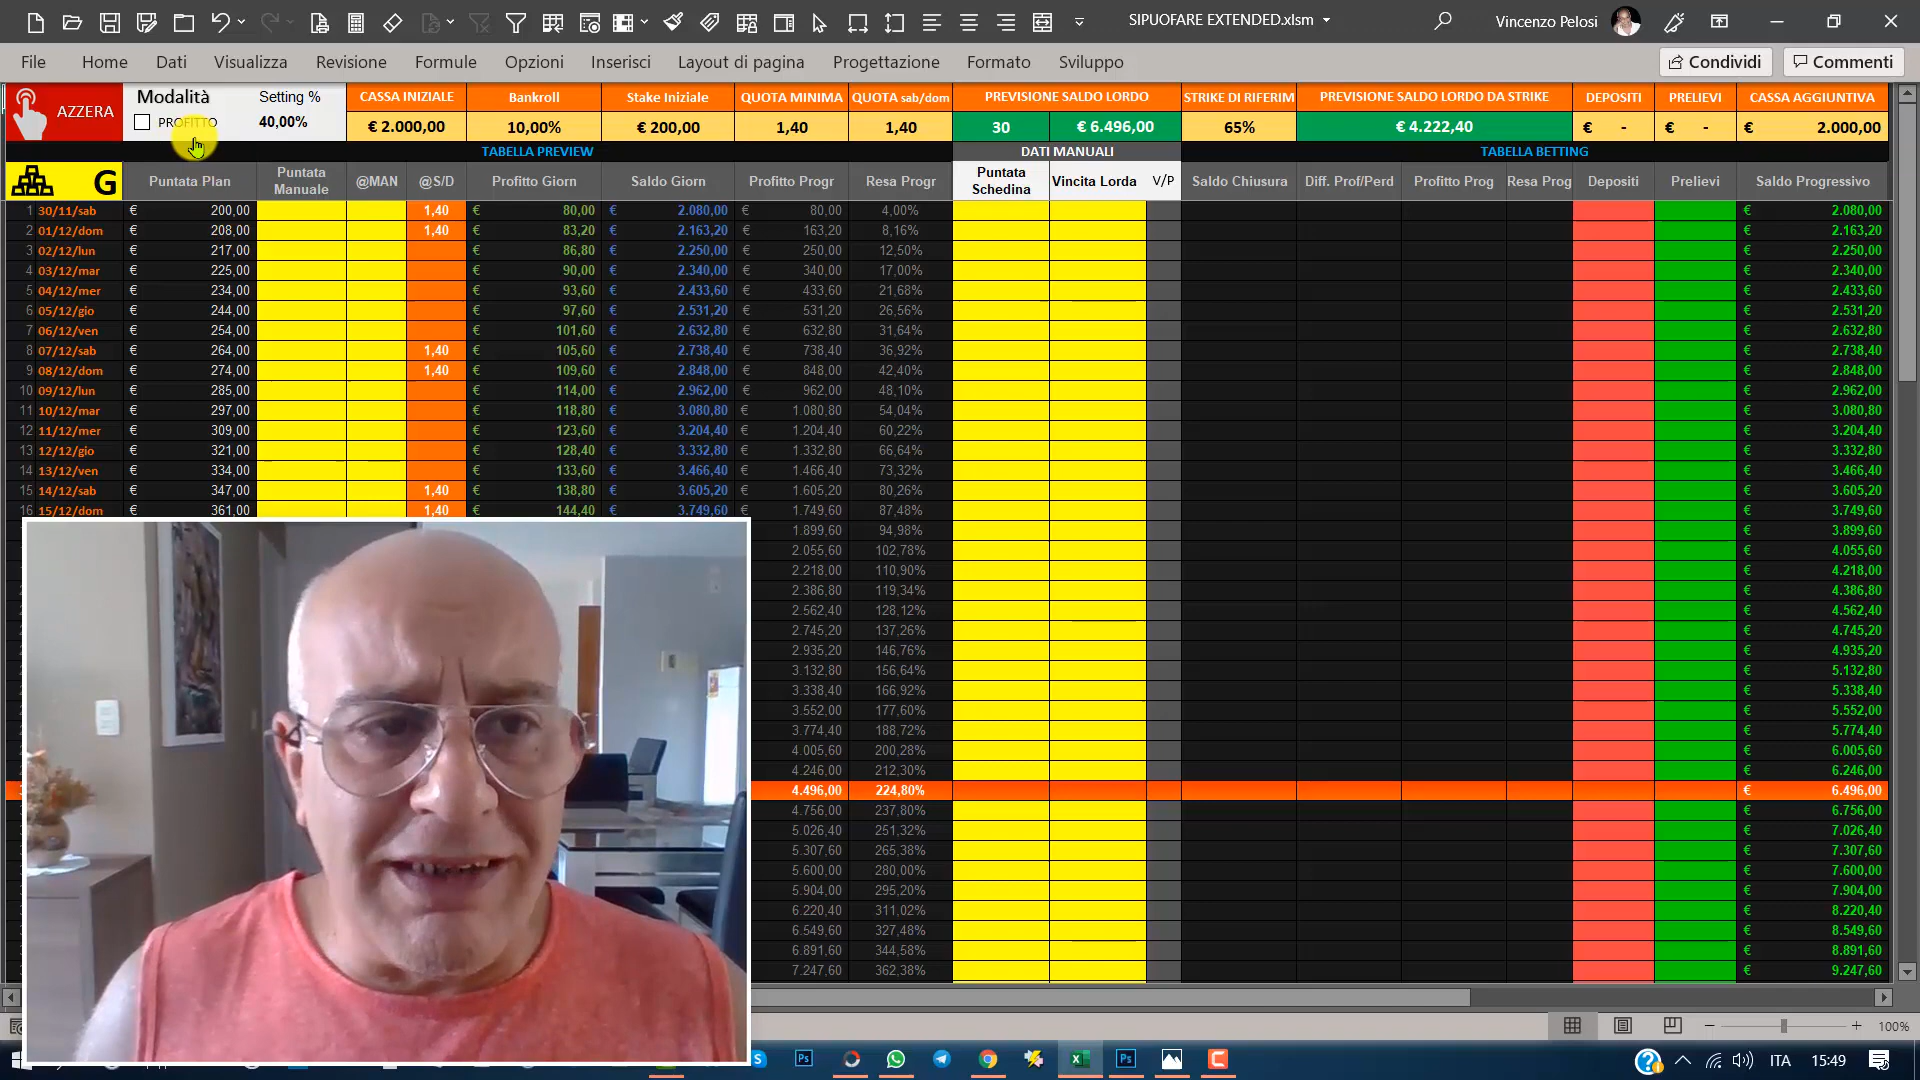 SIPUOFARE EXTENDED.xlsm
Vincenzo Pelosi
File Home Dati Visualizza Revisione Formule Opzioni Inserisci Layout di pagina Progettazione Formato Sviluppo Condividi Commenti
AZZERA Modalità Setting % CASSA INIZIALE Bankroll Stake Iniziale QUOTA MINIMA QUOTA sab/dom PREVISIONE SALDO LORDO STRIKE DI RIFERIM PREVISIONE SALDO LORDO DA STRIKE DEPOSITI PRELIEVI CASSA AGGIUNTIVA
PROFITTO 40,00% € 2.000,00 10,00% € 200,00 1,40 1,40 30 € 6.496,00 65% € 4.222,40 € - € - € 2.000,00
TABELLA PREVIEW DATI MANUALI TABELLA BETTING
G Puntata Plan Puntata Manuale @MAN @S/D Profitto Giorn Saldo Giorn Profitto Progr Resa Progr Puntata Schedina Vincita Lorda V/P Saldo Chiusura Diff. Prof/Perd Profitto Prog Resa Prog Depositi Prelievi Saldo Progressivo
1 30/11/sab € 200,00 1,40 € 80,00 € 2.080,00 € 80,00 4,00% € 2.080,00
2 01/12/dom € 208,00 1,40 € 83,20 € 2.163,20 € 163,20 8,16% € 2.163,20
3 02/12/lun € 217,00 € 86,80 € 2.250,00 € 250,00 12,50% € 2.250,00
4 03/12/mar € 225,00 € 90,00 € 2.340,00 € 340,00 17,00% € 2.340,00
5 04/12/mer € 234,00 € 93,60 € 2.433,60 € 433,60 21,68% € 2.433,60
6 05/12/gio € 244,00 € 97,60 € 2.531,20 € 531,20 26,56% € 2.531,20
7 06/12/ven € 254,00 € 101,60 € 2.632,80 € 632,80 31,64% € 2.632,80
8 07/12/sab € 264,00 1,40 € 105,60 € 2.738,40 € 738,40 36,92% € 2.738,40
9 08/12/dom € 274,00 1,40 € 109,60 € 2.848,00 € 848,00 42,40% € 2.848,00
10 09/12/lun € 285,00 € 114,00 € 2.962,00 € 962,00 48,10% € 2.962,00
11 10/12/mar € 297,00 € 118,80 € 3.080,80 € 1.080,80 54,04% € 3.080,80
12 11/12/mer € 309,00 € 123,60 € 3.204,40 € 1.204,40 60,22% € 3.204,40
13 12/12/gio € 321,00 € 128,40 € 3.332,80 € 1.332,80 66,64% € 3.332,80
14 13/12/ven € 334,00 € 133,60 € 3.466,40 € 1.466,40 73,32% € 3.466,40
15 14/12/sab € 347,00 1,40 € 138,80 € 3.605,20 € 1.605,20 80,26% € 3.605,20
16 15/12/dom € 361,00 1,40 € 144,40 € 3.749,60 € 1.749,60 87,48% € 3.749,60
1.899,60 94,98% € 3.899,60
2.055,60 102,78% € 4.055,60
2.218,00 110,90% € 4.218,00
2.386,80 119,34% € 4.386,80
2.562,40 128,12% € 4.562,40
2.745,20 137,26% € 4.745,20
2.935,20 146,76% € 4.935,20
3.132,80 156,64% € 5.132,80
3.338,40 166,92% € 5.338,40
3.552,00 177,60% € 5.552,00
3.774,40 188,72% € 5.774,40
4.005,60 200,28% € 6.005,60
4.246,00 212,30% € 6.246,00
4.496,00 224,80% € 6.496,00
4.756,00 237,80% € 6.756,00
5.026,40 251,32% € 7.026,40
5.307,60 265,38% € 7.307,60
5.600,00 280,00% € 7.600,00
5.904,00 295,20% € 7.904,00
6.220,40 311,02% € 8.220,40
6.549,60 327,48% € 8.549,60
6.891,60 344,58% € 8.891,60
7.247,60 362,38% € 9.247,60
100%
S Ps Ps ITA 15:49